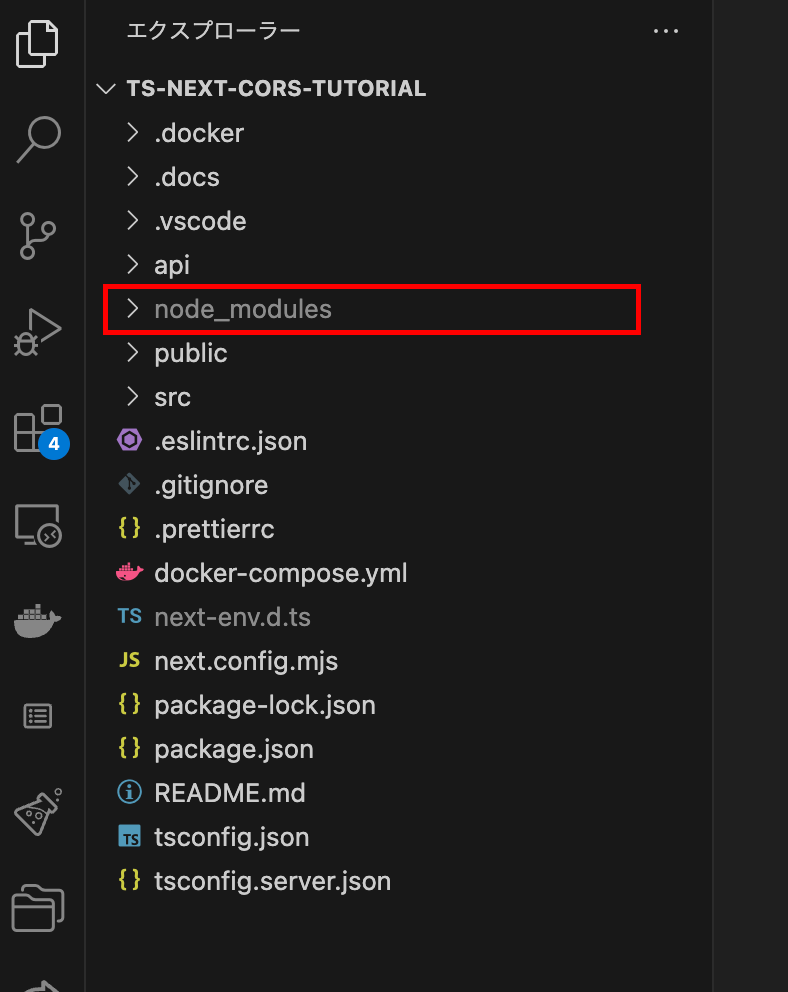 エクスプローラー ···
TS-NEXT-CORS-TUTORIAL
.docker
.docs
.vscode
api
node_modules
public
src
.eslintrc.json
.gitignore
{} .prettierrc
docker-compose.yml
TS next-env.d.ts
JS next.config.mjs
{} package-lock.json
{} package.json
README.md
TS tsconfig.json
{} tsconfig.server.json
4